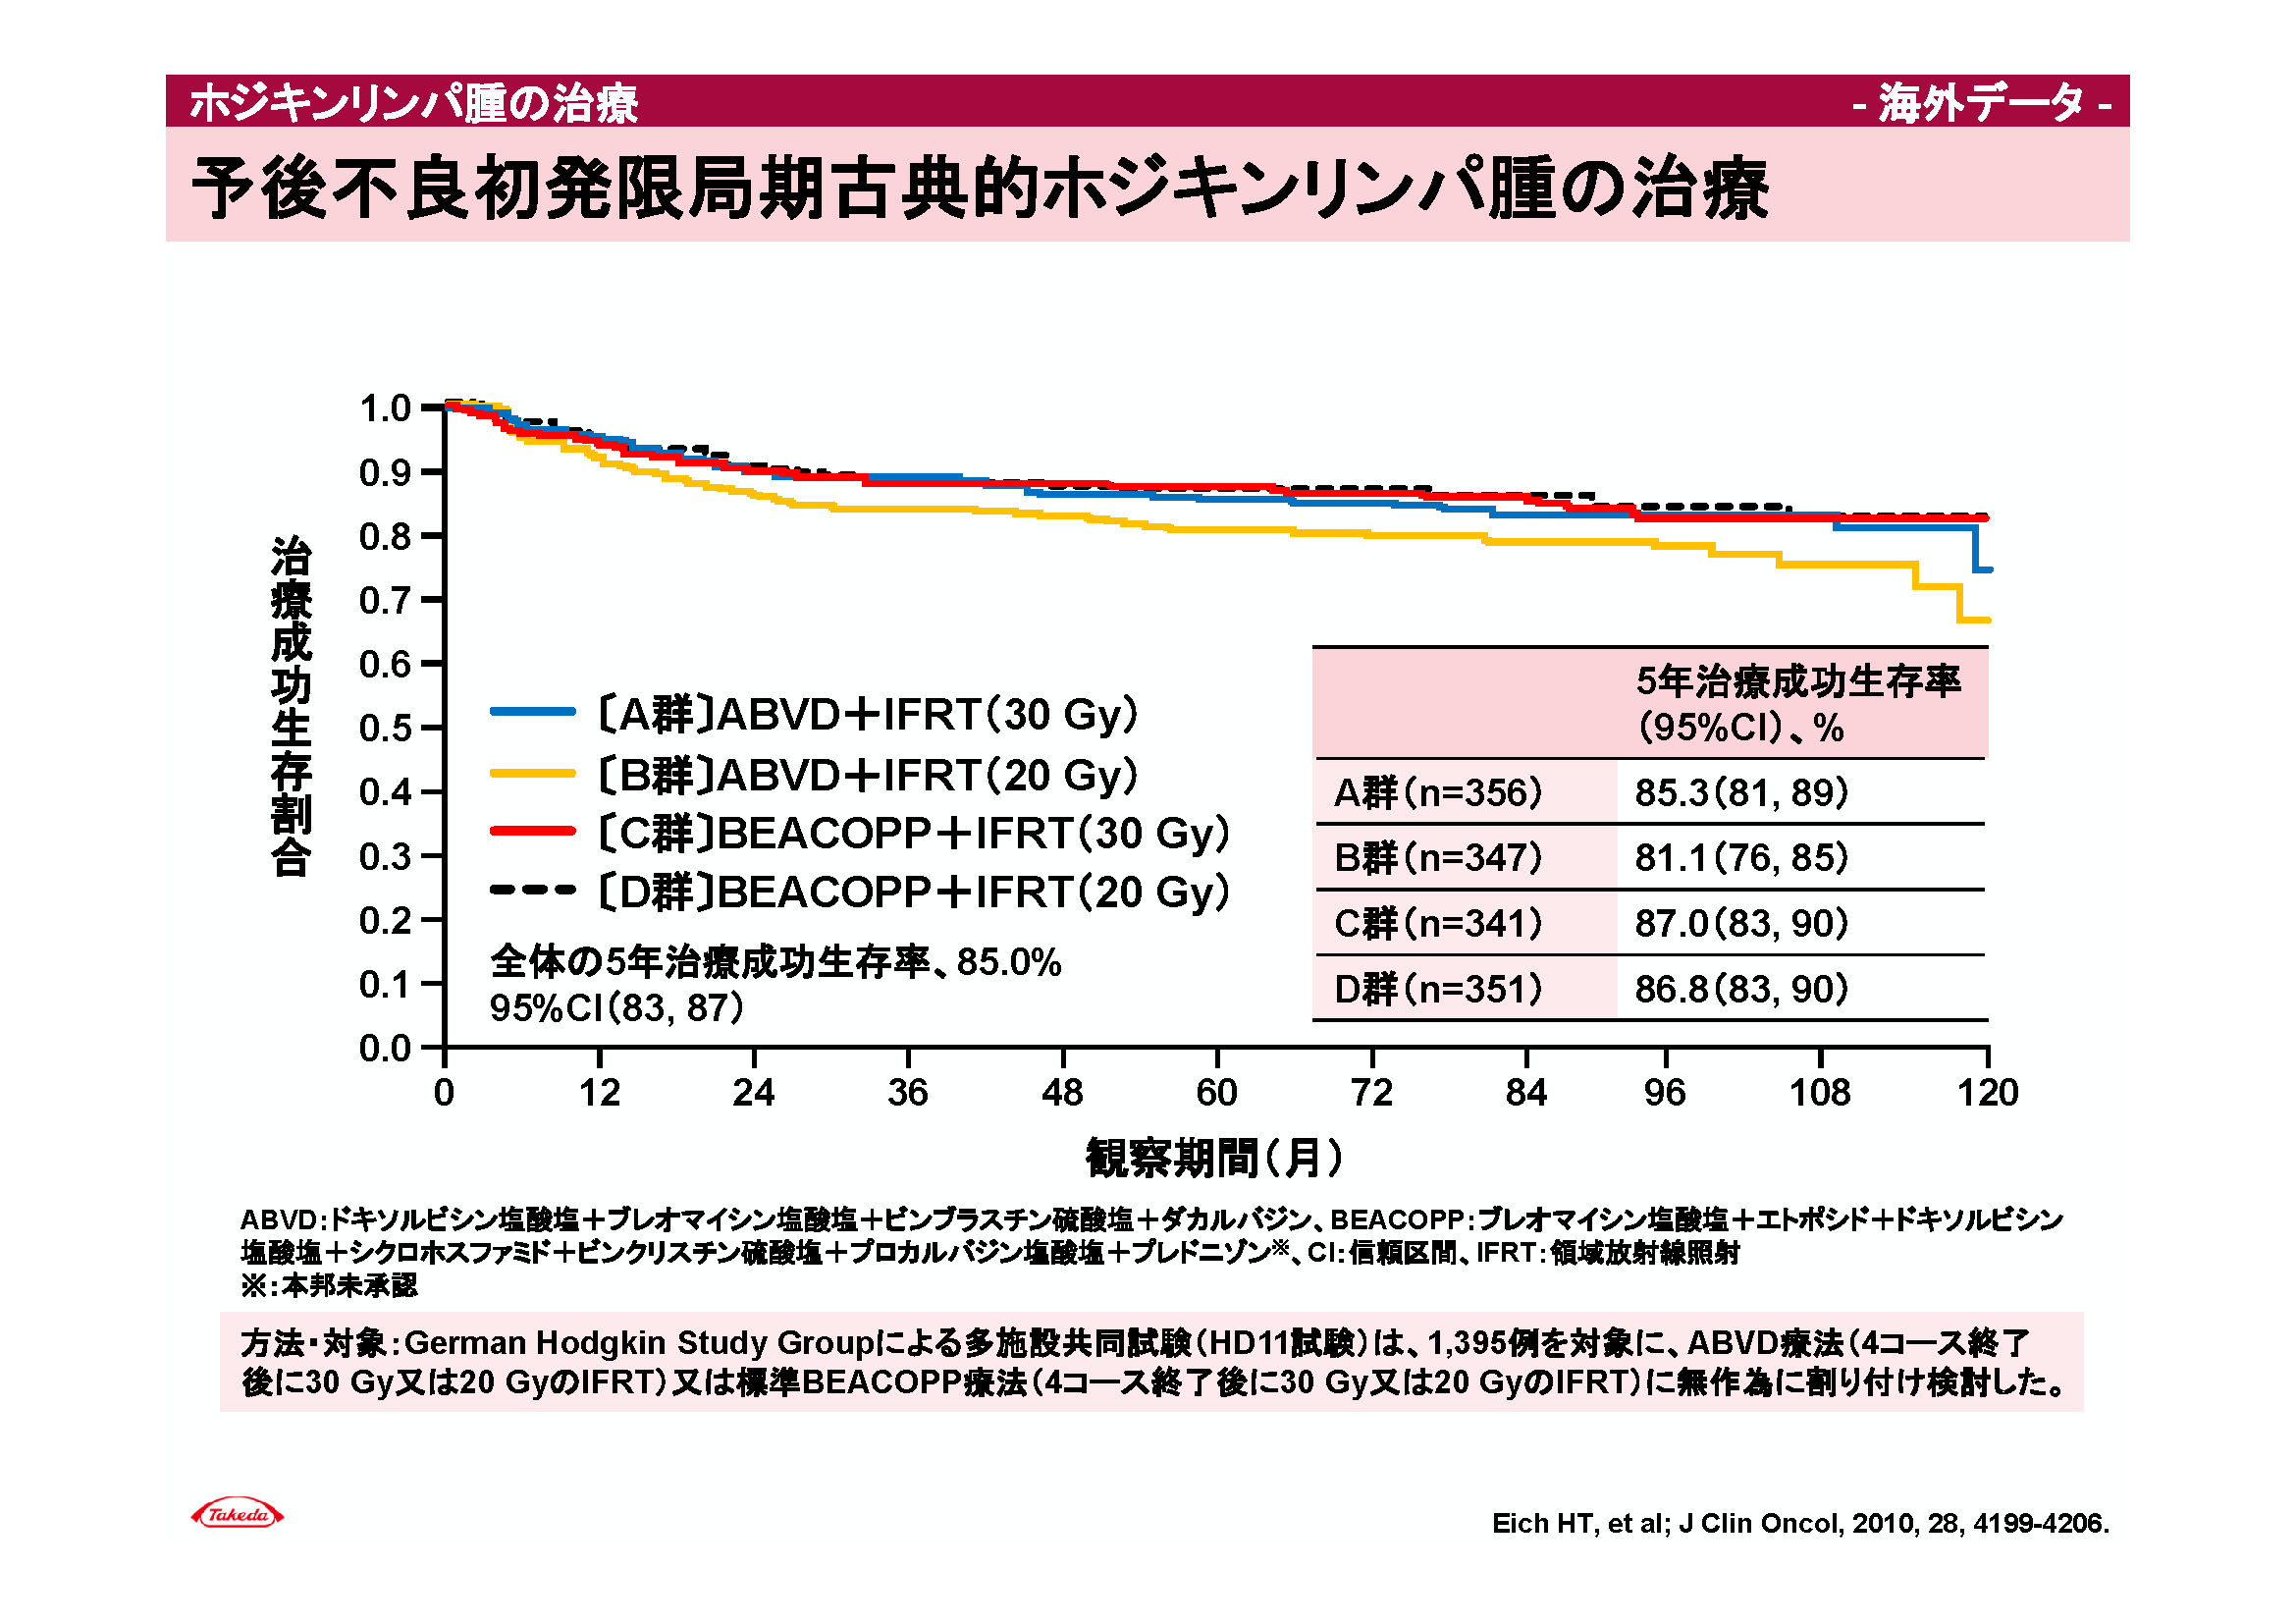 ホジキンリンパ腫の治療
- 海外データ -
予後不良初発限局期古典的ホジキンリンパ腫の治療
治療成功生存割合
1.0
0.9
0.8
0.7
0.6
0.5
0.4
0.3
0.2
0.1
0.0
〔A群〕ABVD＋IFRT（30 Gy）
〔B群〕ABVD＋IFRT（20 Gy）
〔C群〕BEACOPP＋IFRT（30 Gy）
〔D群〕BEACOPP＋IFRT（20 Gy）
全体の5年治療成功生存率、85.0%
95%CI（83, 87）
5年治療成功生存率
（95%CI）、%
A群（n=356） 85.3（81, 89）
B群（n=347） 81.1（76, 85）
C群（n=341） 87.0（83, 90）
D群（n=351） 86.8（83, 90）
0 12 24 36 48 60 72 84 96 108 120
観察期間（月）
ABVD：ドキソルビシン塩酸塩＋ブレオマイシン塩酸塩＋ビンブラスチン硫酸塩＋ダカルバジン、BEACOPP：ブレオマイシン塩酸塩＋エトポシド＋ドキソルビシン
塩酸塩＋シクロホスファミド＋ビンクリスチン硫酸塩＋プロカルバジン塩酸塩＋プレドニゾン※、CI：信頼区間、IFRT：領域放射線照射
※：本邦未承認
方法・対象：German Hodgkin Study Groupによる多施設共同試験（HD11試験）は、1,395例を対象に、ABVD療法（4コース終了
後に30 Gy又は20 GyのIFRT）又は標準BEACOPP療法（4コース終了後に30 Gy又は20 GyのIFRT）に無作為に割り付け検討した。
Takeda
Eich HT, et al; J Clin Oncol, 2010, 28, 4199-4206.